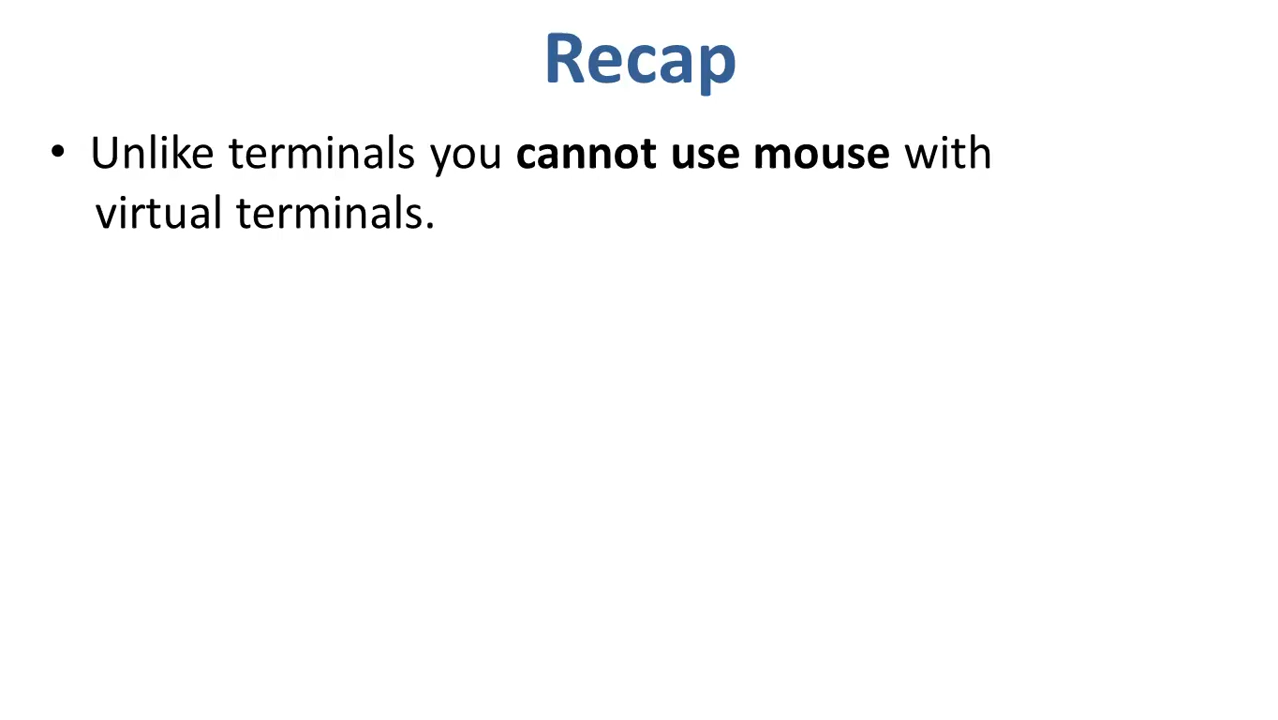 Recap
• Unlike terminals you cannot use mouse with
virtual terminals.